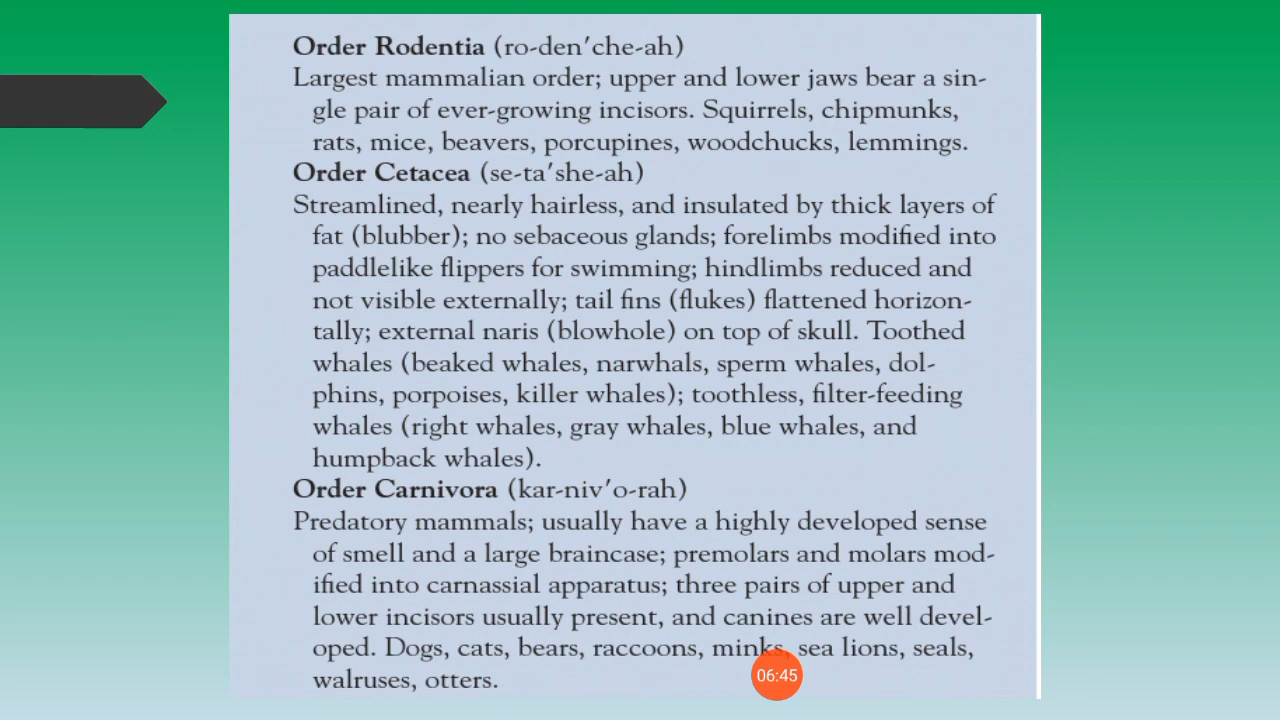 Order Rodentia (ro-den′che-ah)
Largest mammalian order; upper and lower jaws bear a sin-
gle pair of ever-growing incisors. Squirrels, chipmunks,
rats, mice, beavers, porcupines, woodchucks, lemmings.
Order Cetacea (se-ta′she-ah)
Streamlined, nearly hairless, and insulated by thick layers of
fat (blubber); no sebaceous glands; forelimbs modified into
paddlelike flippers for swimming; hindlimbs reduced and
not visible externally; tail fins (flukes) flattened horizon-
tally; external naris (blowhole) on top of skull. Toothed
whales (beaked whales, narwhals, sperm whales, dol-
phins, porpoises, killer whales); toothless, filter-feeding
whales (right whales, gray whales, blue whales, and
humpback whales).
Order Carnivora (kar-niv′o-rah)
Predatory mammals; usually have a highly developed sense
of smell and a large braincase; premolars and molars mod-
ified into carnassial apparatus; three pairs of upper and
lower incisors usually present, and canines are well devel-
oped. Dogs, cats, bears, raccoons, minks, sea lions, seals,
walruses, otters.
06:45